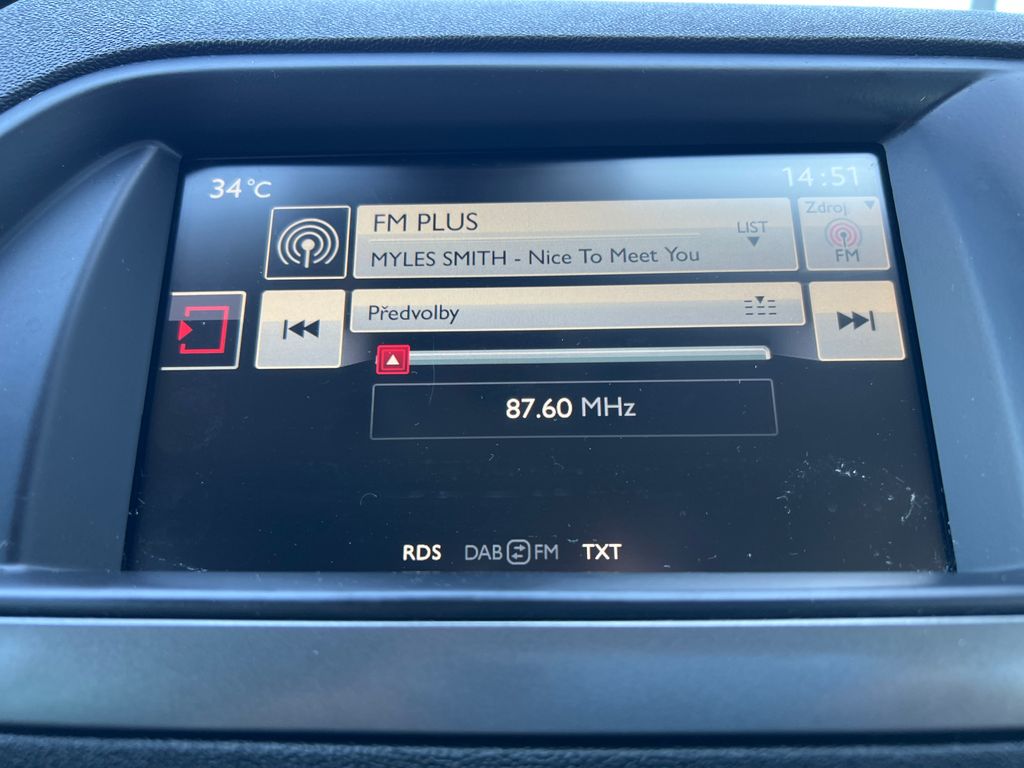 34°C
14:51
FM PLUS
LIST
Zdroj
MYLES SMITH - Nice To Meet You
FM
Předvolby
87.60 MHz
RDS DAB FM TXT